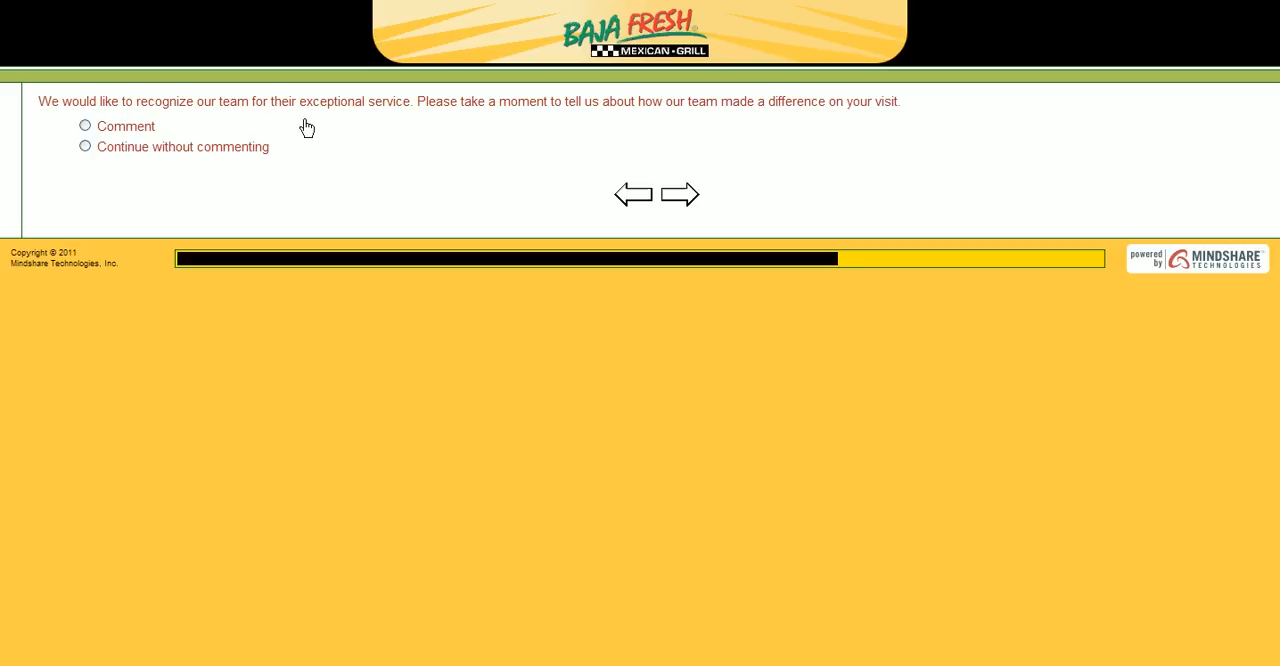 BAJA FRESH
MEXICAN • GRILL
We would like to recognize our team for their exceptional service. Please take a moment to tell us about how our team made a difference on your visit.
Comment
Continue without commenting
Copyright © 2011
Mindshare Technologies, Inc.
powered by MINDSHARE
TECHNOLOGIES